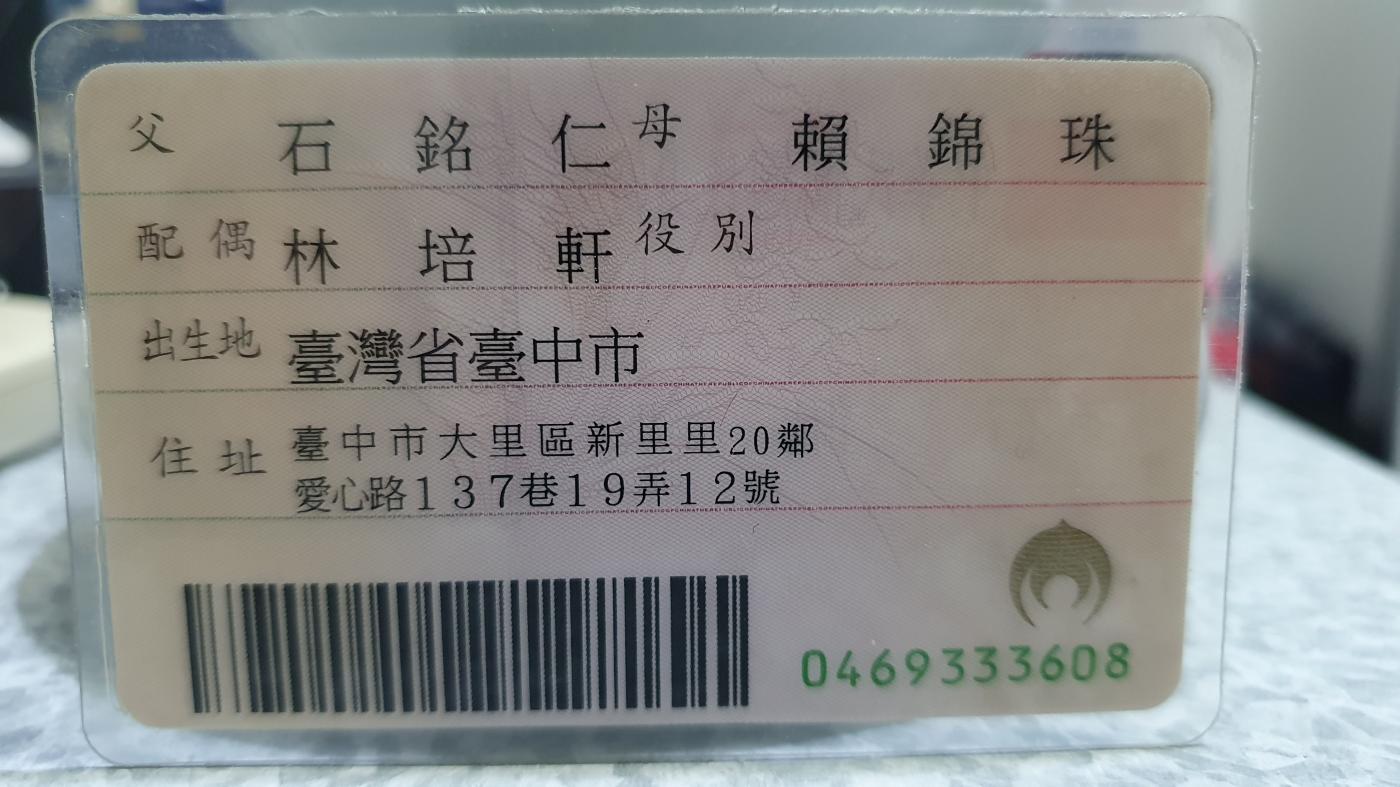 父 石銘仁 母 賴錦珠
配偶 林培軒 役別
出生地 臺灣省臺中市
住址 臺中市大里區新里里20鄰
愛心路137巷19弄12號
0469333608